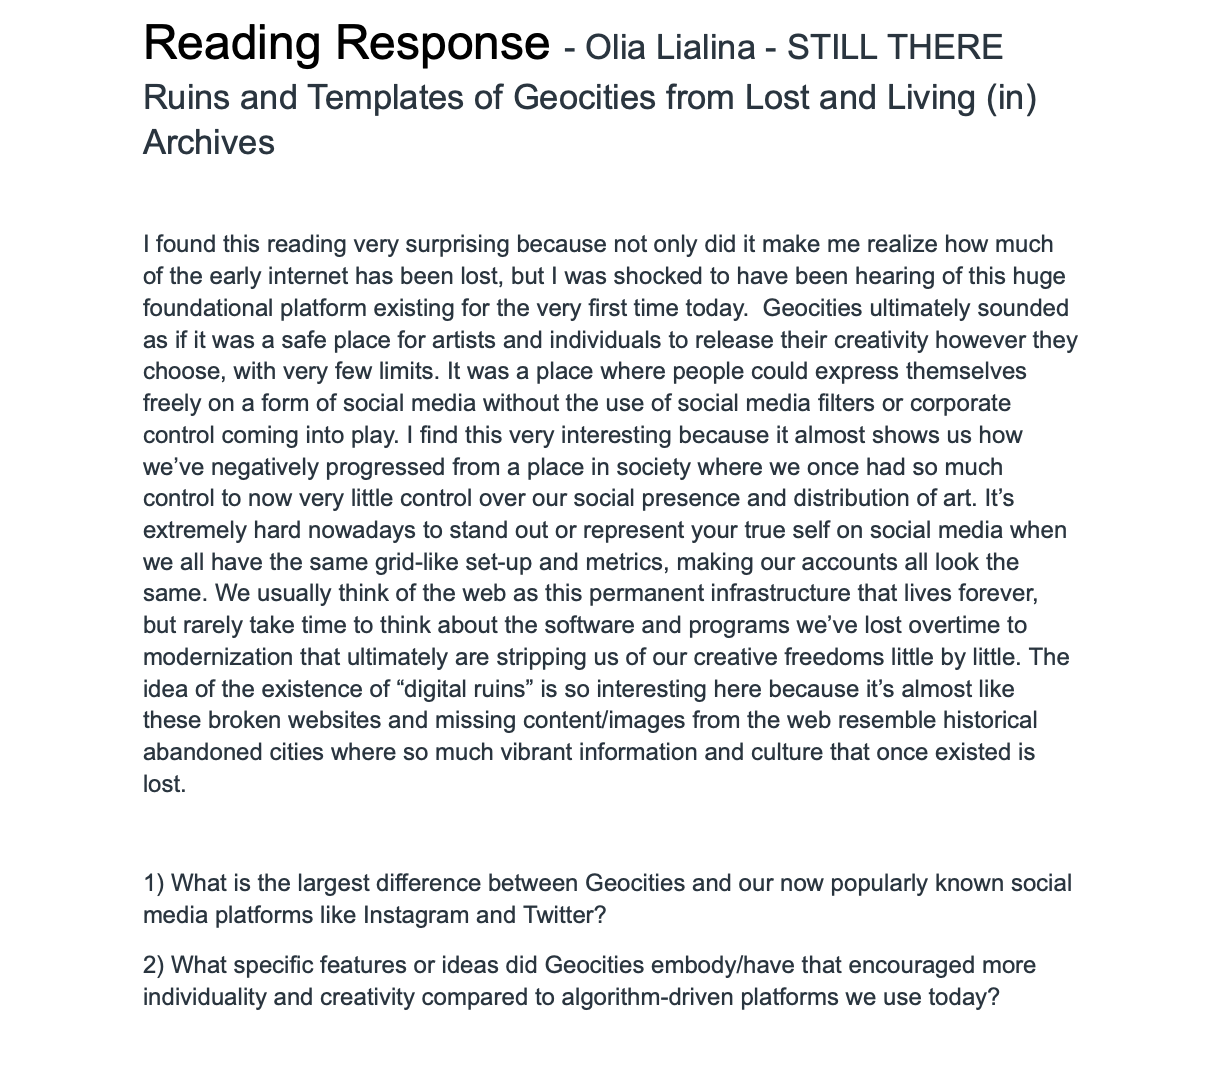 Reading Response - Olia Lialina - STILL THERE
Ruins and Templates of Geocities from Lost and Living (in)
Archives
I found this reading very surprising because not only did it make me realize how much
of the early internet has been lost, but I was shocked to have been hearing of this huge
foundational platform existing for the very first time today.  Geocities ultimately sounded
as if it was a safe place for artists and individuals to release their creativity however they
choose, with very few limits. It was a place where people could express themselves
freely on a form of social media without the use of social media filters or corporate
control coming into play. I find this very interesting because it almost shows us how
we’ve negatively progressed from a place in society where we once had so much
control to now very little control over our social presence and distribution of art. It’s
extremely hard nowadays to stand out or represent your true self on social media when
we all have the same grid-like set-up and metrics, making our accounts all look the
same. We usually think of the web as this permanent infrastructure that lives forever,
but rarely take time to think about the software and programs we’ve lost overtime to
modernization that ultimately are stripping us of our creative freedoms little by little. The
idea of the existence of “digital ruins” is so interesting here because it’s almost like
these broken websites and missing content/images from the web resemble historical
abandoned cities where so much vibrant information and culture that once existed is
lost.
1) What is the largest difference between Geocities and our now popularly known social
media platforms like Instagram and Twitter?
2) What specific features or ideas did Geocities embody/have that encouraged more
individuality and creativity compared to algorithm-driven platforms we use today?